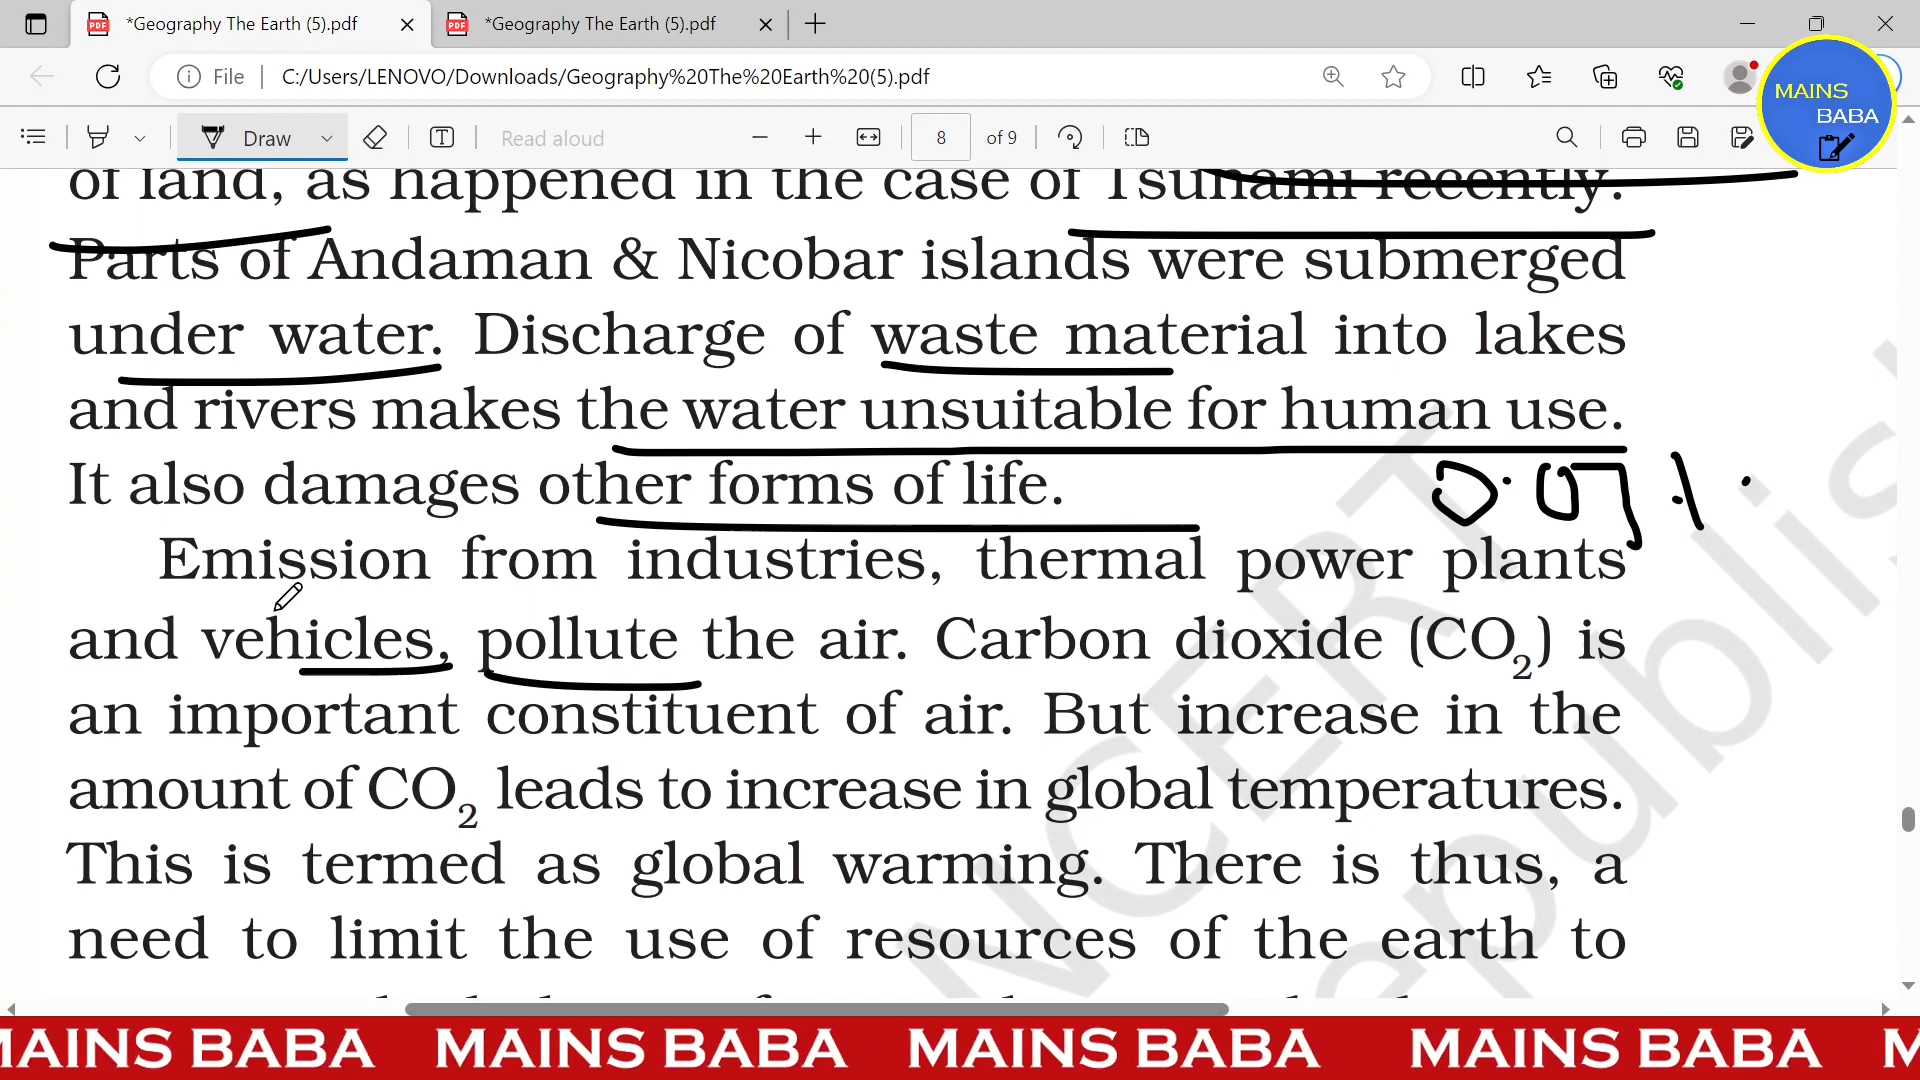 *Geography The Earth (5).pdf
*Geography The Earth (5).pdf
File
C:/Users/LENOVO/Downloads/Geography%20The%20Earth%20(5).pdf
MAINS
BABA
Draw
Read aloud
8 of 9
of land, as happened in the case of Tsunami recently.
Parts of Andaman & Nicobar islands were submerged
under water. Discharge of waste material into lakes
and rivers makes the water unsuitable for human use.
It also damages other forms of life.
Emission from industries, thermal power plants
and vehicles, pollute the air. Carbon dioxide (CO2) is
an important constituent of air. But increase in the
amount of CO2 leads to increase in global temperatures.
This is termed as global warming. There is thus, a
need to limit the use of resources of the earth to
NCERT
MAINS BABA MAINS BABA MAINS BABA MAINS BABA